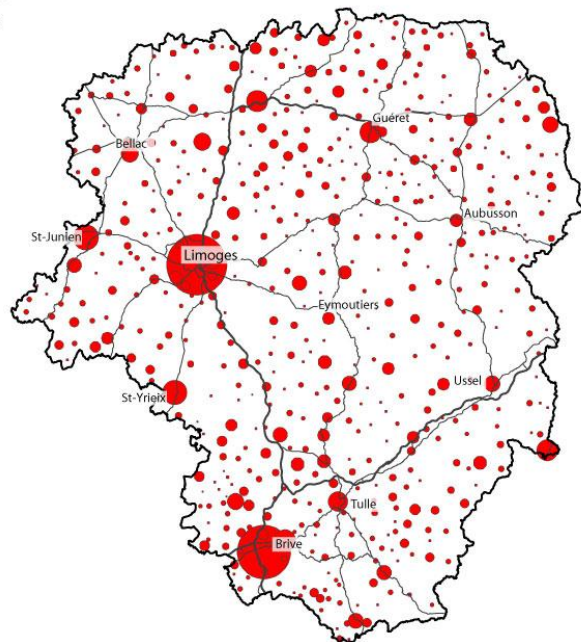 Guéret
Bellac
Aubusson
St-Junien
Limoges
Eymoutiers
Ussel
St-Yrieix
Tulle
Brive